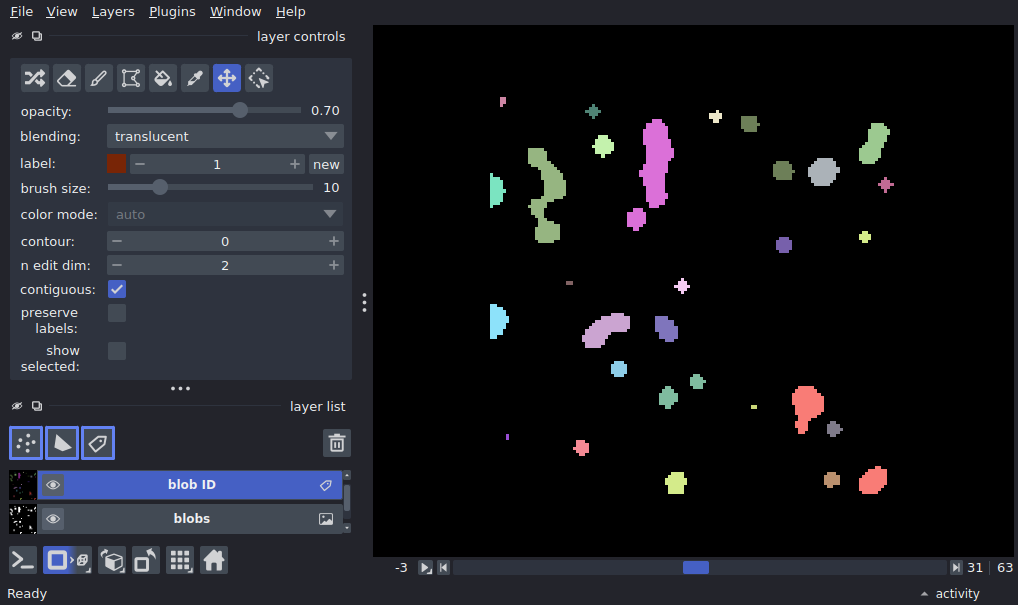 File View Layers Plugins Window Help
layer controls
opacity: 0.70
blending: translucent
label: 1 new
brush size: 10
color mode: auto
contour: 0
n edit dim: 2
contiguous:
preserve
labels:
show
selected:
layer list
blob ID
blobs
-3 31 63
Ready activity